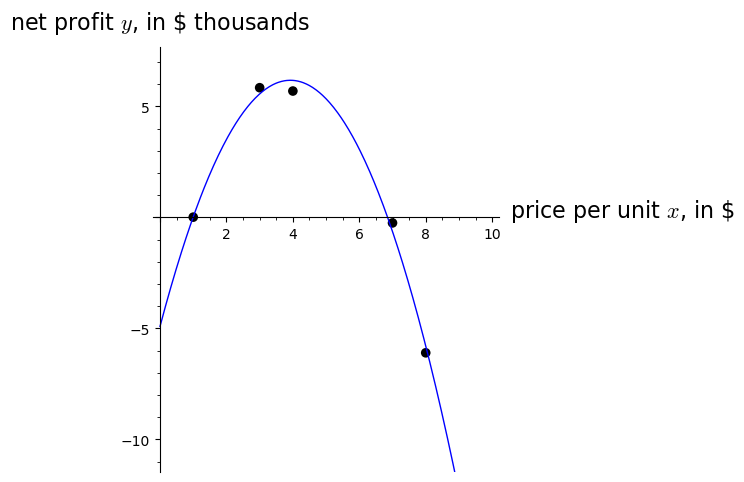 net profit y, in $ thousands
5
price per unit x, in $
2 4 6 8 10
−5
−10